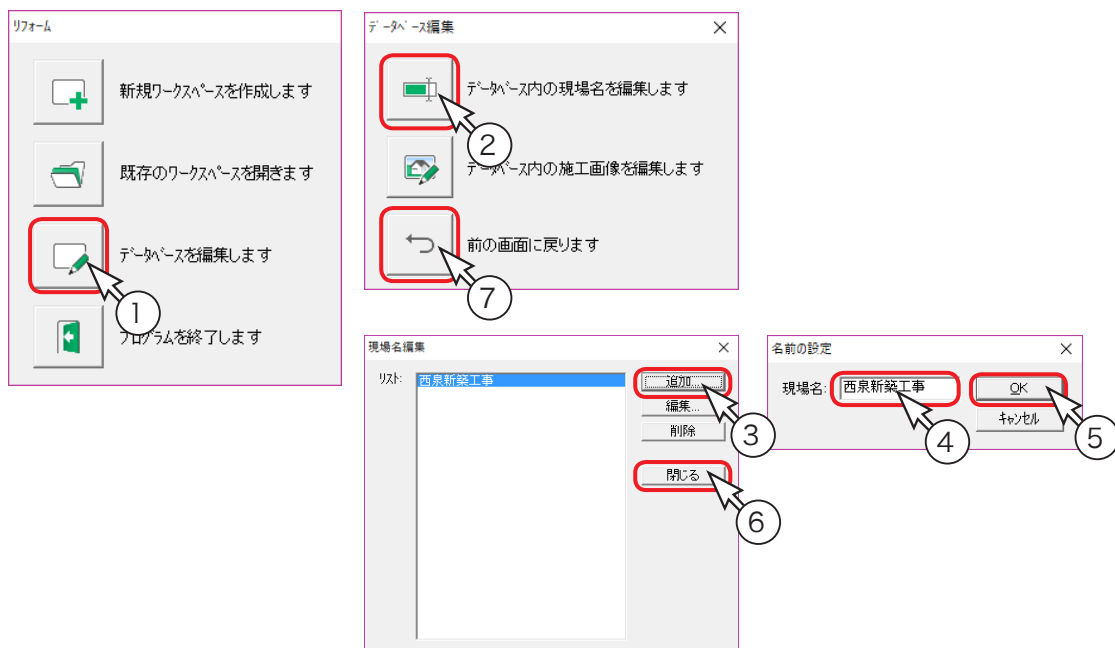 リフォーム
新規ワークスペースを作成します
既存のワークスペースを開きます
データベースを編集します
①
プログラムを終了します
データベース編集
データベース内の現場名を編集します
②
データベース内の施工画像を編集します
前の画面に戻ります
⑦
現場名編集
リスト:
西泉新築工事
追加...
③
編集...
削除
閉じる
⑥
名前の設定
現場名:
西泉新築工事
④
OK
⑤
キャンセル